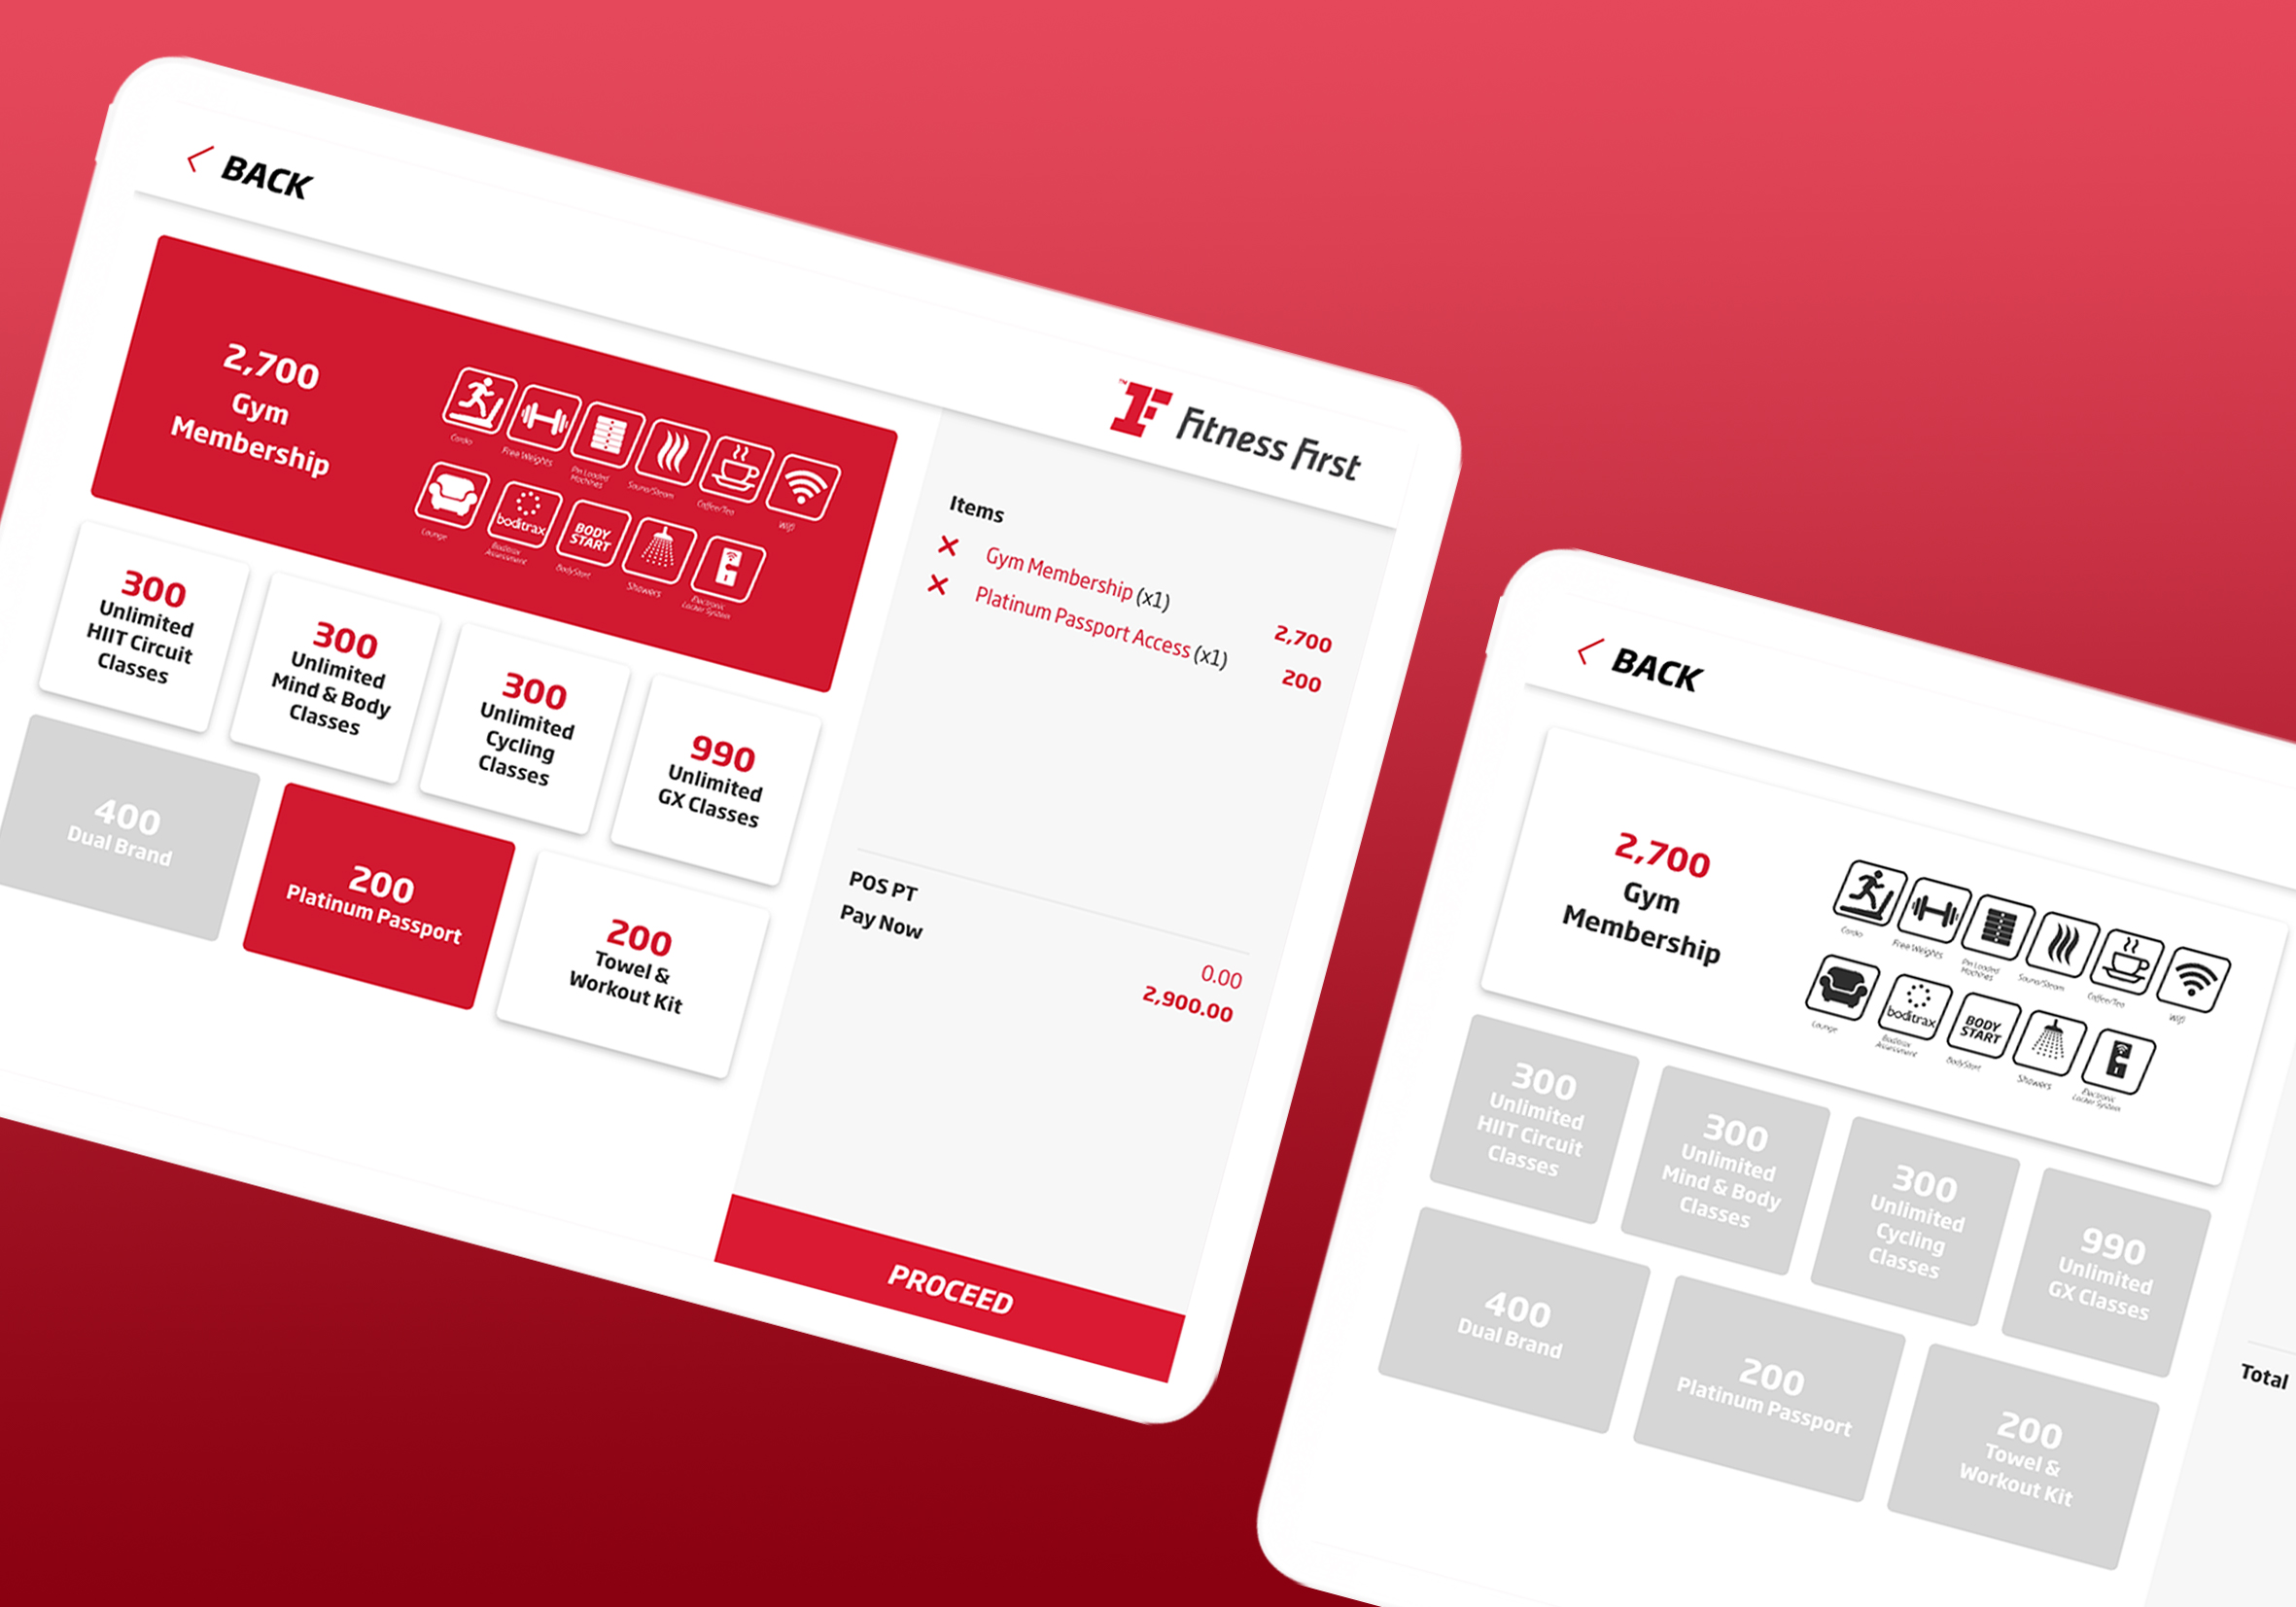 BACK
2,700
Gym
Membership
Cardio
Free Weights
Pin Loaded
Machines
Sauna/Steam
Coffee/Tea
Wifi
Lounge
boditrax
Boditrax
Assessment
BODY
START
BodyStart
Showers
Electronic
Locker System
300
Unlimited
HIIT Circuit
Classes
300
Unlimited
Mind & Body
Classes
300
Unlimited
Cycling
Classes
990
Unlimited
GX Classes
400
Dual Brand
200
Platinum Passport
200
Towel &
Workout Kit
TM
Fitness First
Items
Gym Membership (x1)
2,700
Platinum Passport Access (x1)
200
POS PT
0.00
Pay Now
2,900.00
PROCEED
BACK
2,700
Gym
Membership
Cardio
Free Weights
Pin Loaded
Machines
Sauna/Steam
Coffee/Tea
Wifi
Lounge
boditrax
Boditrax
Assessment
BODY
START
BodyStart
Showers
Electronic
Locker System
300
Unlimited
HIIT Circuit
Classes
300
Unlimited
Mind & Body
Classes
300
Unlimited
Cycling
Classes
990
Unlimited
GX Classes
400
Dual Brand
200
Platinum Passport
200
Towel &
Workout Kit
Total